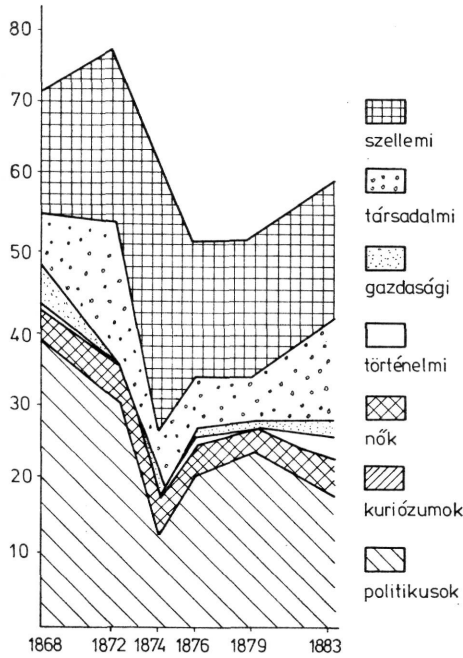 80
70
60
50
40
30
20
10
1868 1872 1874 1876 1879 1883
szellemi
társadalmi
gazdasági
történelmi
nők
kuriózumok
politikusok